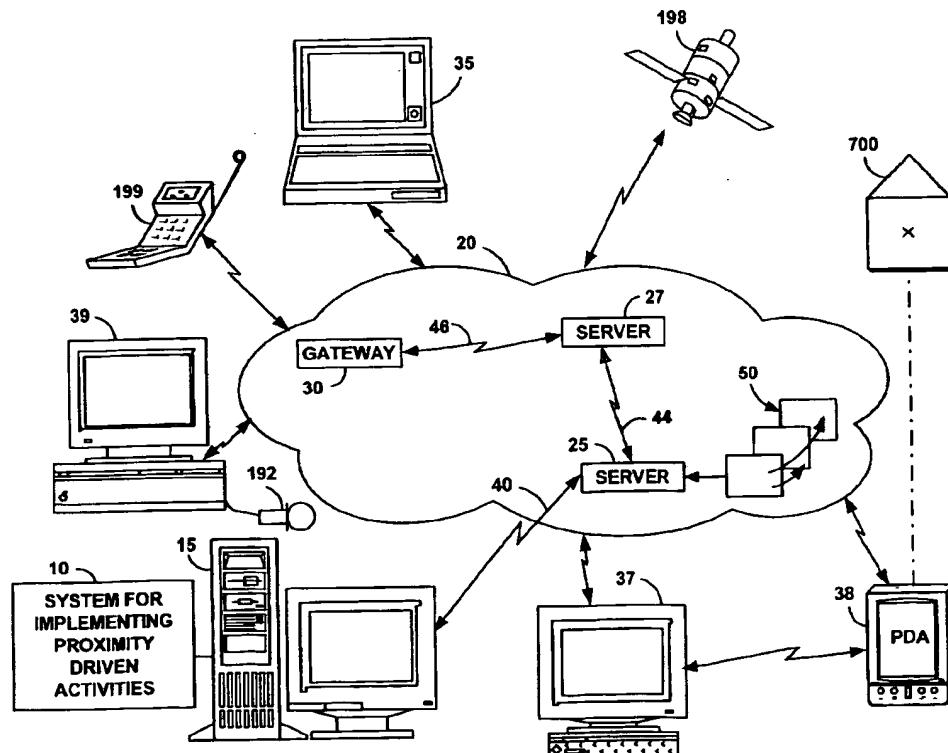 198
35
700
199
20
27
39
46
SERVER
GATEWAY
30
50
44
25
SERVER
40
192
15
10
SYSTEM FOR
IMPLEMENTING
PROXIMITY
DRIVEN
ACTIVITIES
37
38
PDA